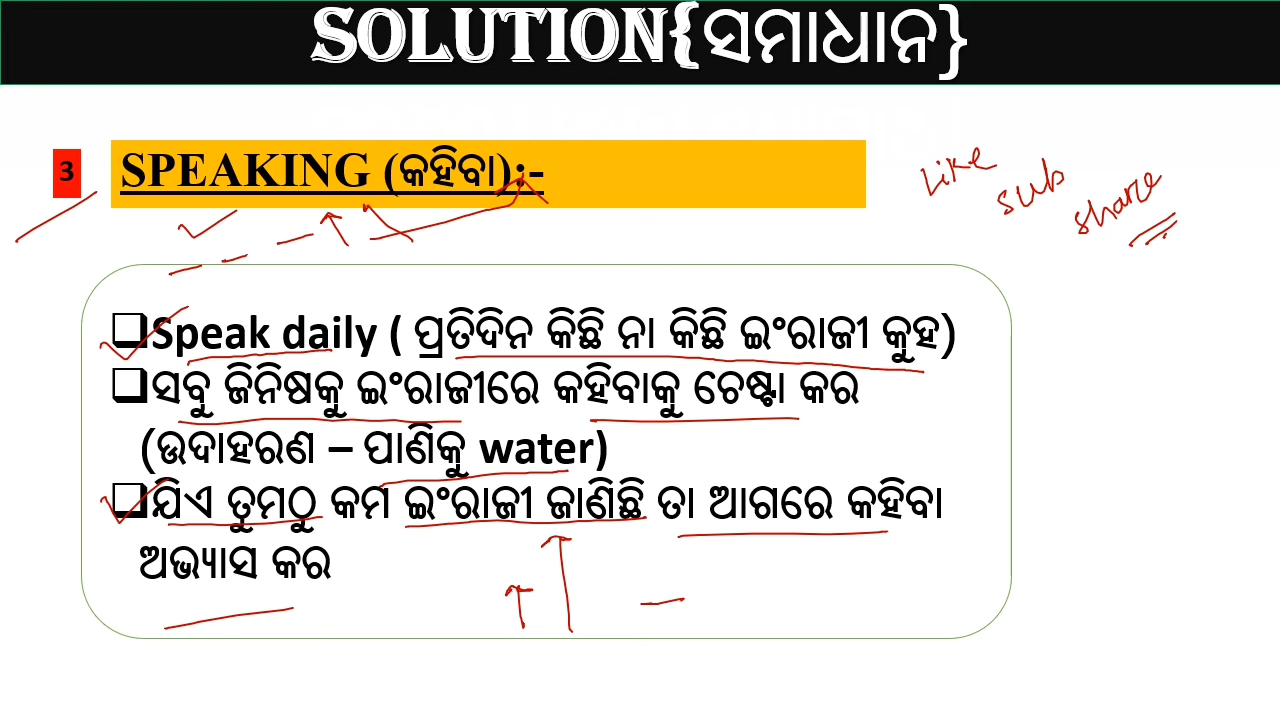 SOLUTION{ସମାଧାନ}
3
SPEAKING (କହିବା):-
Like
sub
share
❑Speak daily ( ପ୍ରତିଦିନ କିଛି ନା କିଛି ଇଂରାଜୀ କୁହ)
❑ସବୁ ଜିନିଷକୁ ଇଂରାଜୀରେ କହିବାକୁ ଚେଷ୍ଟା କର
(ଉଦାହରଣ – ପାଣିକୁ water)
❑ଯିଏ ତୁମଠୁ କମ ଇଂରାଜୀ ଜାଣିଛି ତା ଆଗରେ କହିବା
ଅଭ୍ୟାସ କର